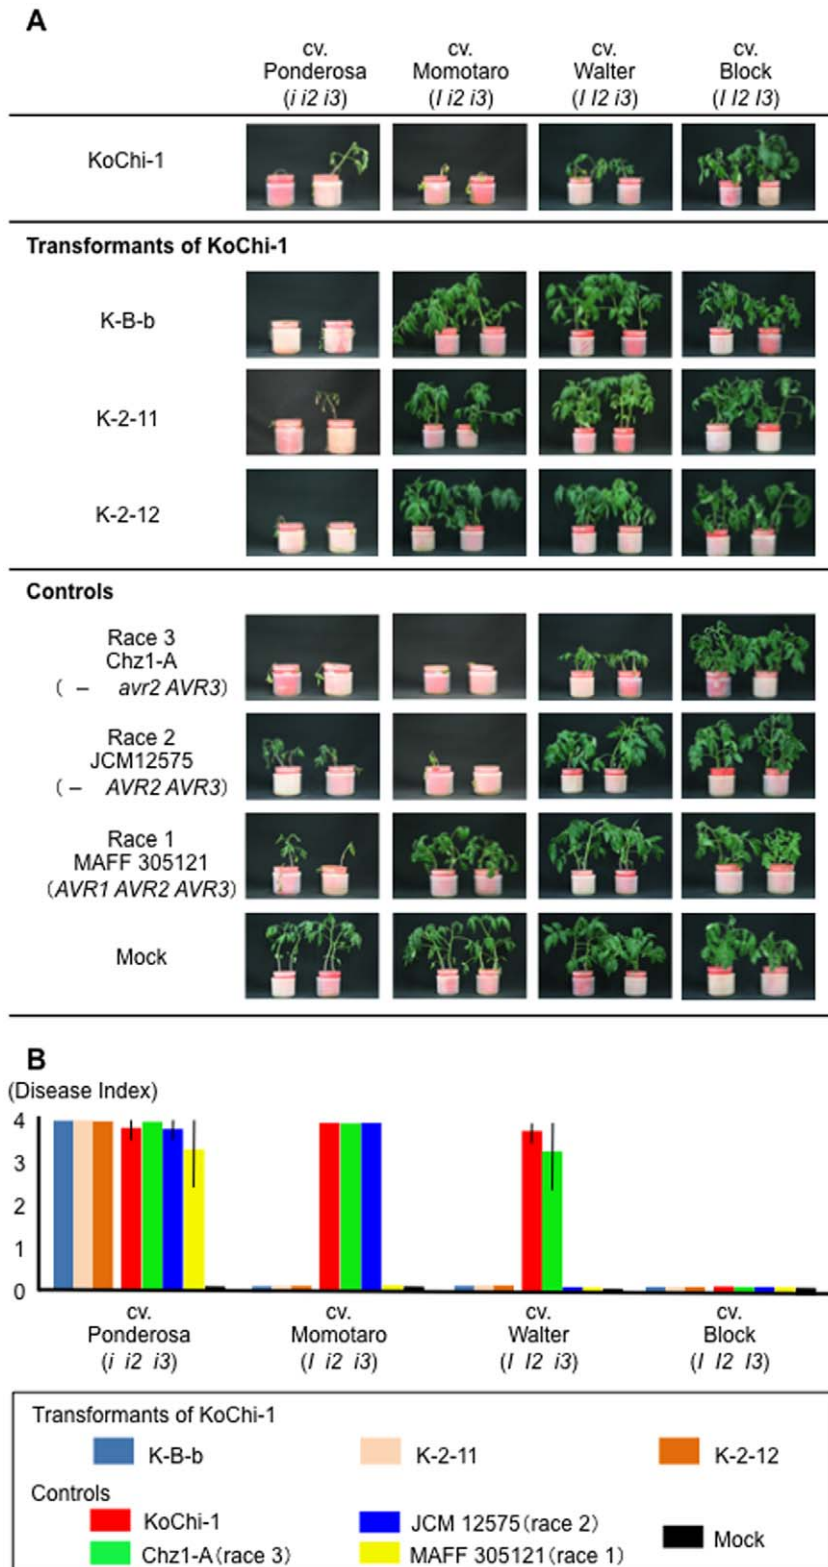 A
cv. Ponderosa (i i2 i3)
cv. Momotaro (I i2 i3)
cv. Walter (I I2 i3)
cv. Block (I I2 I3)
KoChi-1
Transformants of KoChi-1
K-B-b
K-2-11
K-2-12
Controls
Race 3
Chz1-A
( – avr2 AVR3)
Race 2
JCM12575
( – AVR2 AVR3)
Race 1
MAFF 305121
(AVR1 AVR2 AVR3)
Mock
B
(Disease Index)
4
3
2
1
0
cv. Ponderosa (i i2 i3)
cv. Momotaro (I i2 i3)
cv. Walter (I I2 i3)
cv. Block (I I2 I3)
Transformants of KoChi-1
K-B-b K-2-11 K-2-12
Controls
KoChi-1 JCM 12575(race 2) Mock
Chz1-A(race 3) MAFF 305121(race 1)